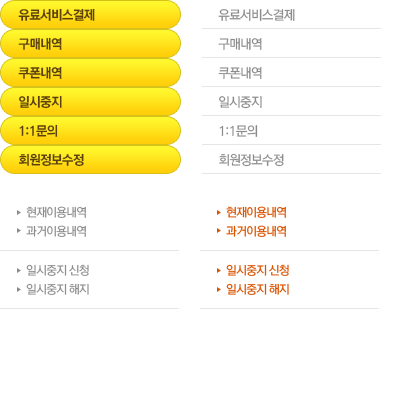 유료서비스결제
구매내역
쿠폰내역
일시중지
1:1문의
회원정보수정
현재이용내역
과거이용내역
일시중지 신청
일시중지 해지
유료서비스결제
구매내역
쿠폰내역
일시중지
1:1문의
회원정보수정
현재이용내역
과거이용내역
일시중지 신청
일시중지 해지